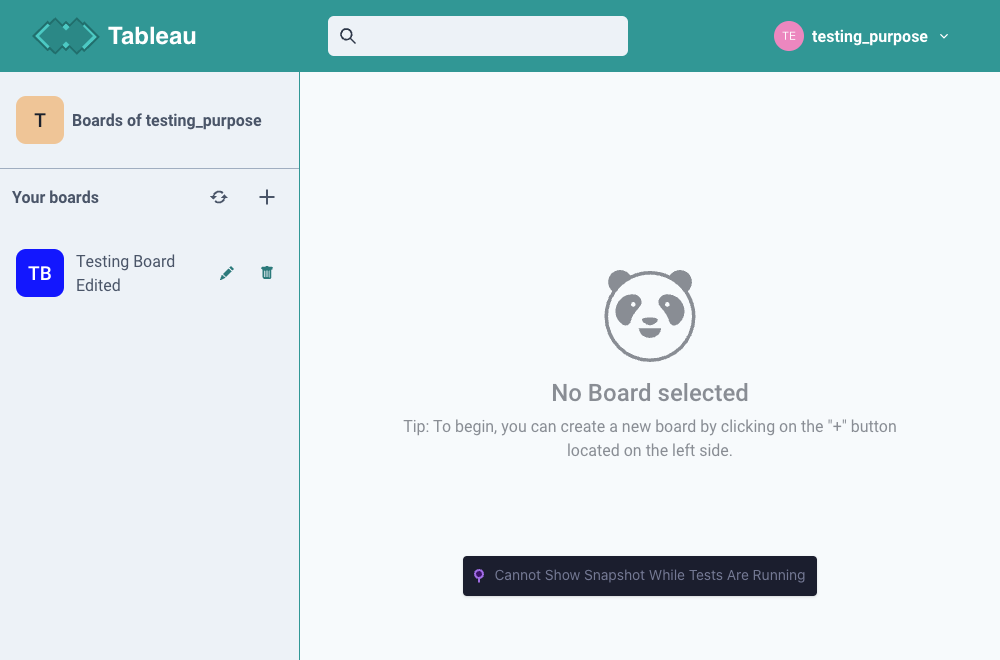 Tableau
TE
testing_purpose
T
Boards of testing_purpose
Your boards
TB
Testing Board
Edited
No Board selected
Tip: To begin, you can create a new board by clicking on the "+" button
located on the left side.
Cannot Show Snapshot While Tests Are Running